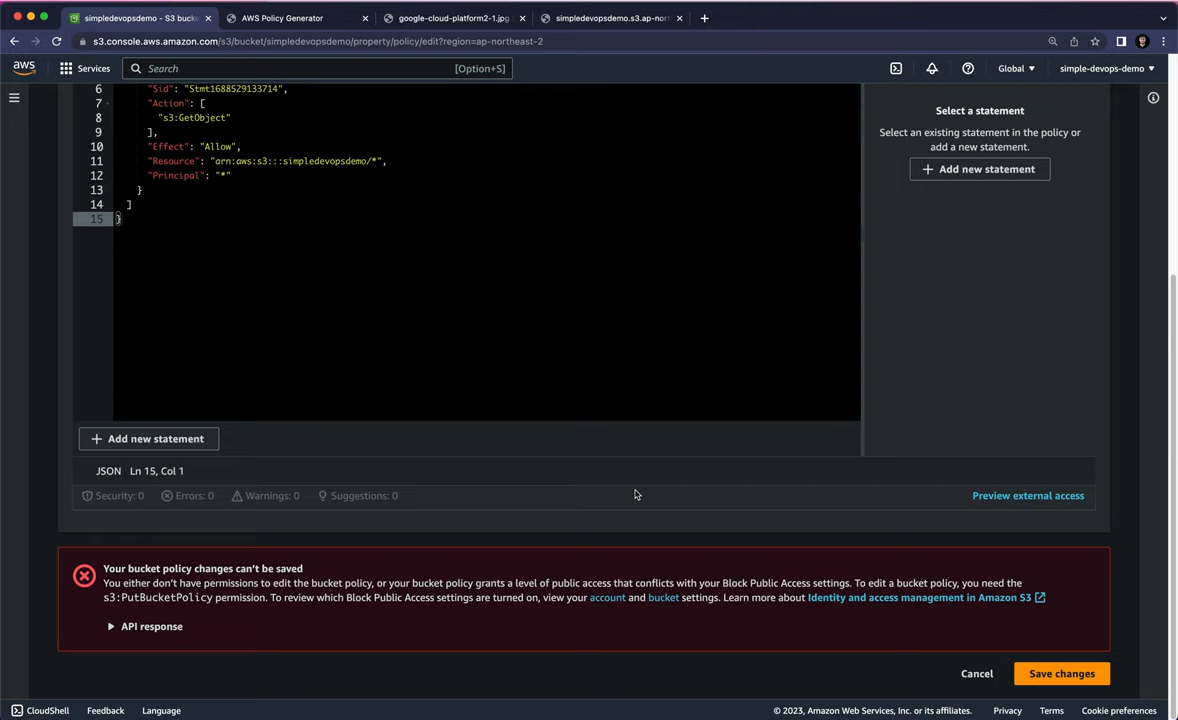 simpledevopsdemo - S3 buck
AWS Policy Generator
google-cloud-platform2-1.jpg
simpledevopsdemo.s3.ap-nor
s3.console.aws.amazon.com/s3/bucket/simpledevopsdemo/property/policy/edit?region=ap-northeast-2
aws
Services
Search
[Option+S]
Global
simple-devops-demo
6 "Sid": "Stmt1688529133714",
7 "Action": [
8 "s3:GetObject"
9 ],
10 "Effect": "Allow",
11 "Resource": "arn:aws:s3:::simpledevopsdemo/*",
12 "Principal": "*"
13 }
14 ]
15 }
Select a statement
Select an existing statement in the policy or
add a new statement.
+ Add new statement
+ Add new statement
JSON Ln 15, Col 1
Security: 0
Errors: 0
Warnings: 0
Suggestions: 0
Preview external access
Your bucket policy changes can't be saved
You either don't have permissions to edit the bucket policy, or your bucket policy grants a level of public access that conflicts with your Block Public Access settings. To edit a bucket policy, you need the
s3:PutBucketPolicy permission. To review which Block Public Access settings are turned on, view your account and bucket settings. Learn more about Identity and access management in Amazon S3
API response
Cancel
Save changes
CloudShell
Feedback
Language
© 2023, Amazon Web Services, Inc. or its affiliates.
Privacy
Terms
Cookie preferences